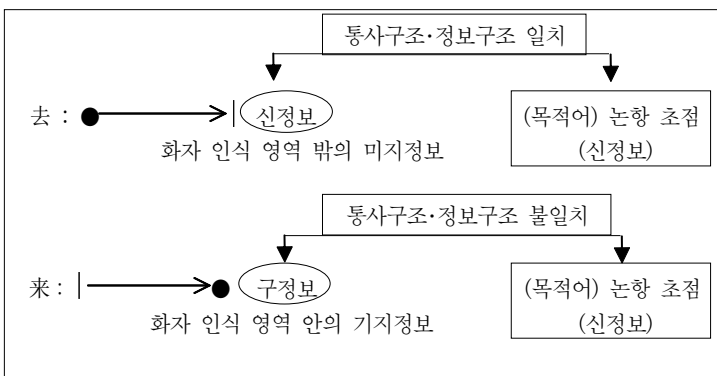 통사구조·정보구조 일치
去 : 신정보 (목적어) 논항 초점
(신정보)
화자 인식 영역 밖의 미지정보
통사구조·정보구조 불일치
来 : 구정보 (목적어) 논항 초점
(신정보)
화자 인식 영역 안의 기지정보